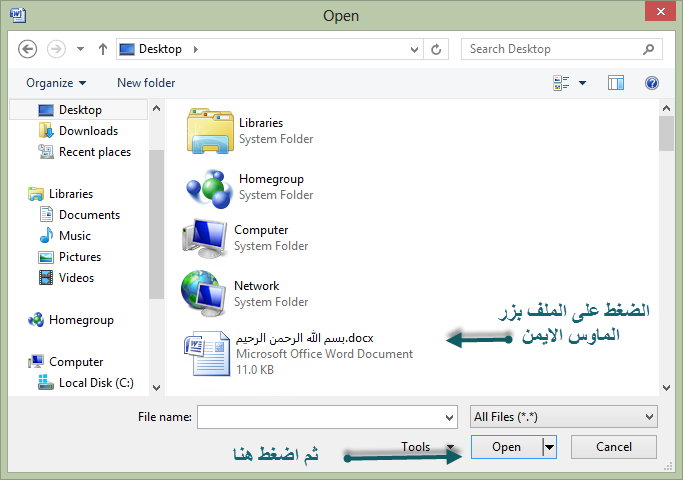 Open
Desktop
Search Desktop
Organize
New folder
Desktop
Downloads
Recent places
Libraries
Documents
Music
Pictures
Videos
Homegroup
Computer
Local Disk (C:)
Libraries
System Folder
Homegroup
System Folder
Computer
System Folder
Network
System Folder
بسم الله الرحمن الرحيم.docx
Microsoft Office Word Document
11.0 KB
الضغط على الملف بزر
الماوس الايمن
File name:
All Files (*.*)
Tools
Open
Cancel
ثم اضغط هنا